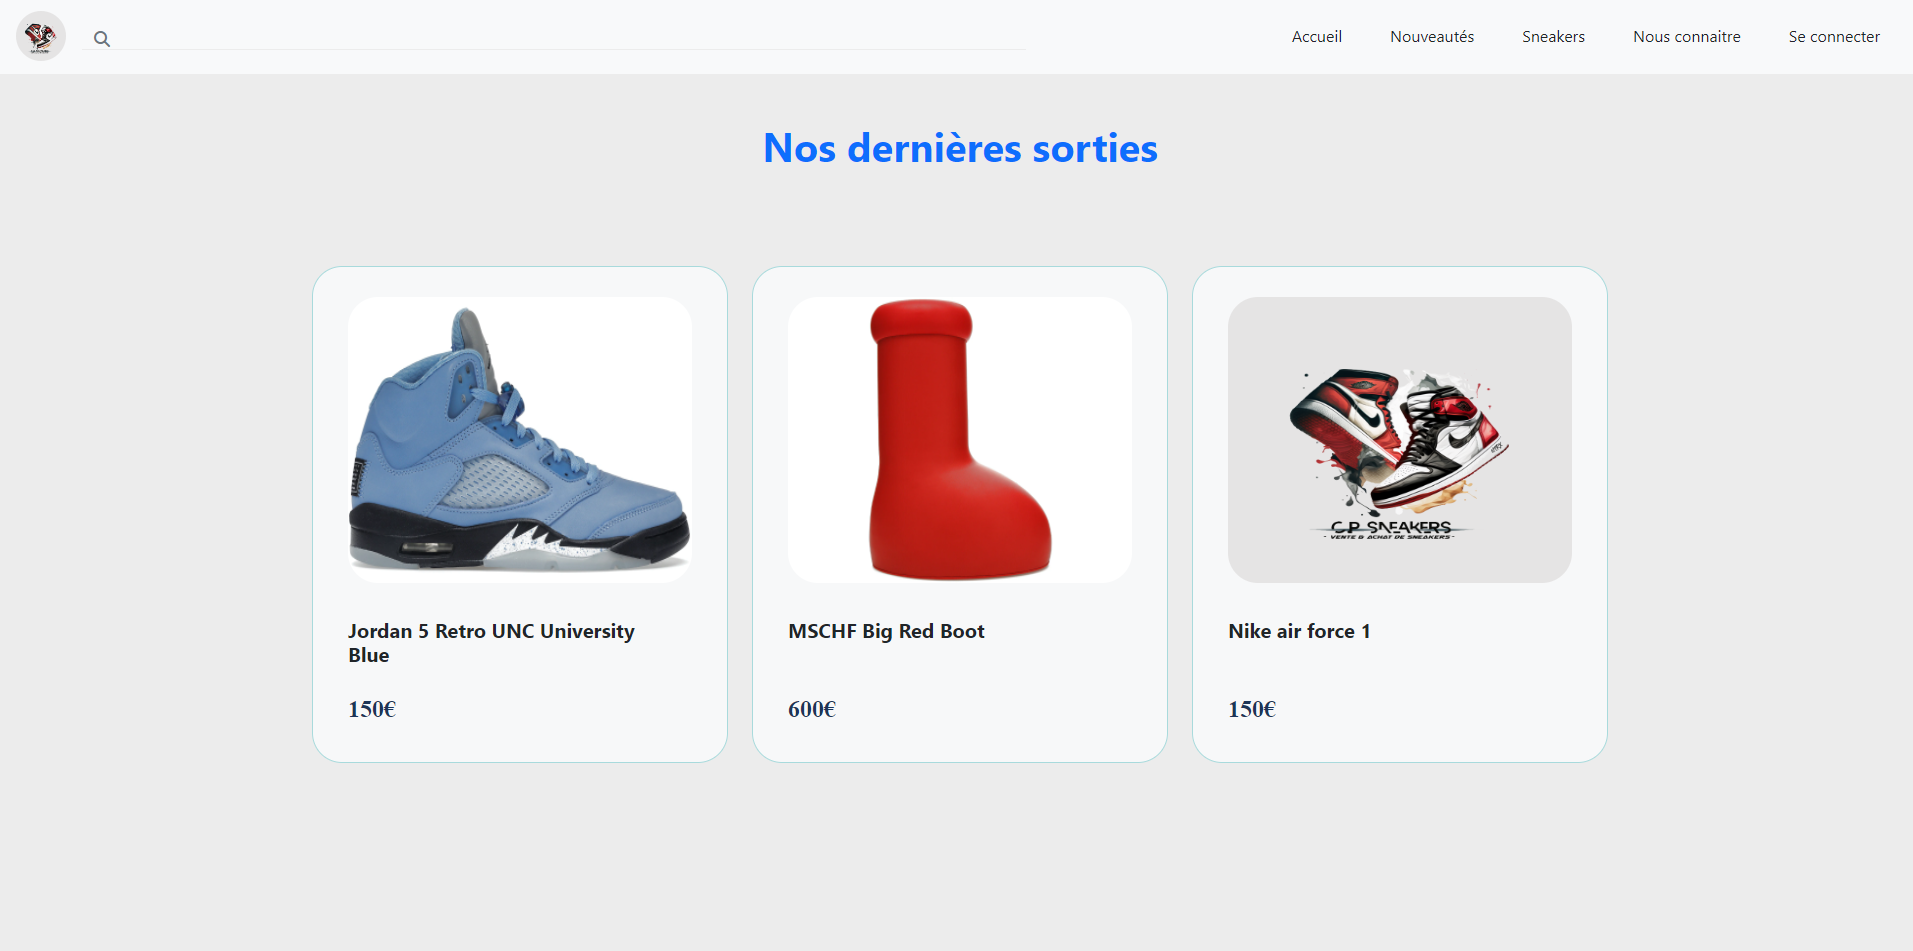 Accueil
Nouveautés
Sneakers
Nous connaitre
Se connecter
Nos dernières sorties
C.P SNEAKERS
- VENTE & ACHAT DE SNEAKERS -
Jordan 5 Retro UNC University
Blue
150€
MSCHF Big Red Boot
600€
Nike air force 1
150€